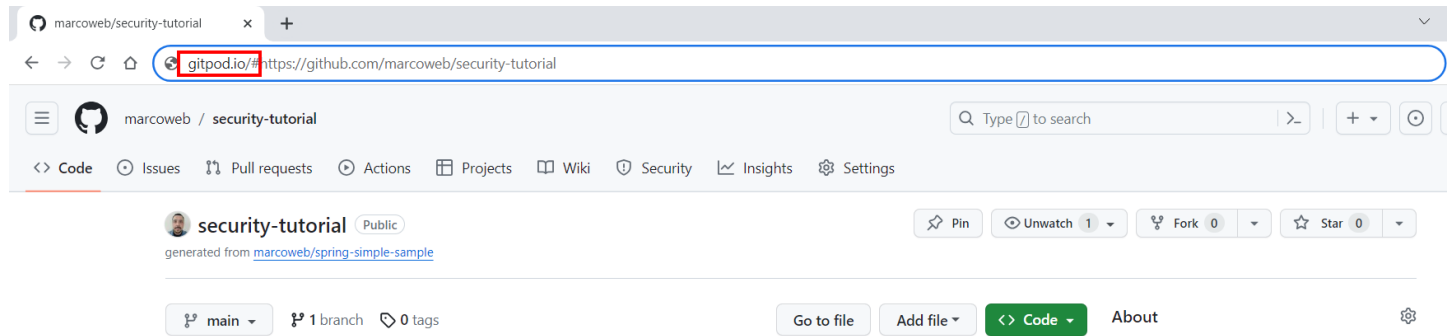 marcoweb/security-tutorial
gitpod.io/#https://github.com/marcoweb/security-tutorial
marcoweb / security-tutorial
Type / to search
Code Issues Pull requests Actions Projects Wiki Security Insights Settings
security-tutorial Public
Pin Unwatch 1 Fork 0 Star 0
generated from marcoweb/spring-simple-sample
main 1 branch 0 tags Go to file Add file <> Code About